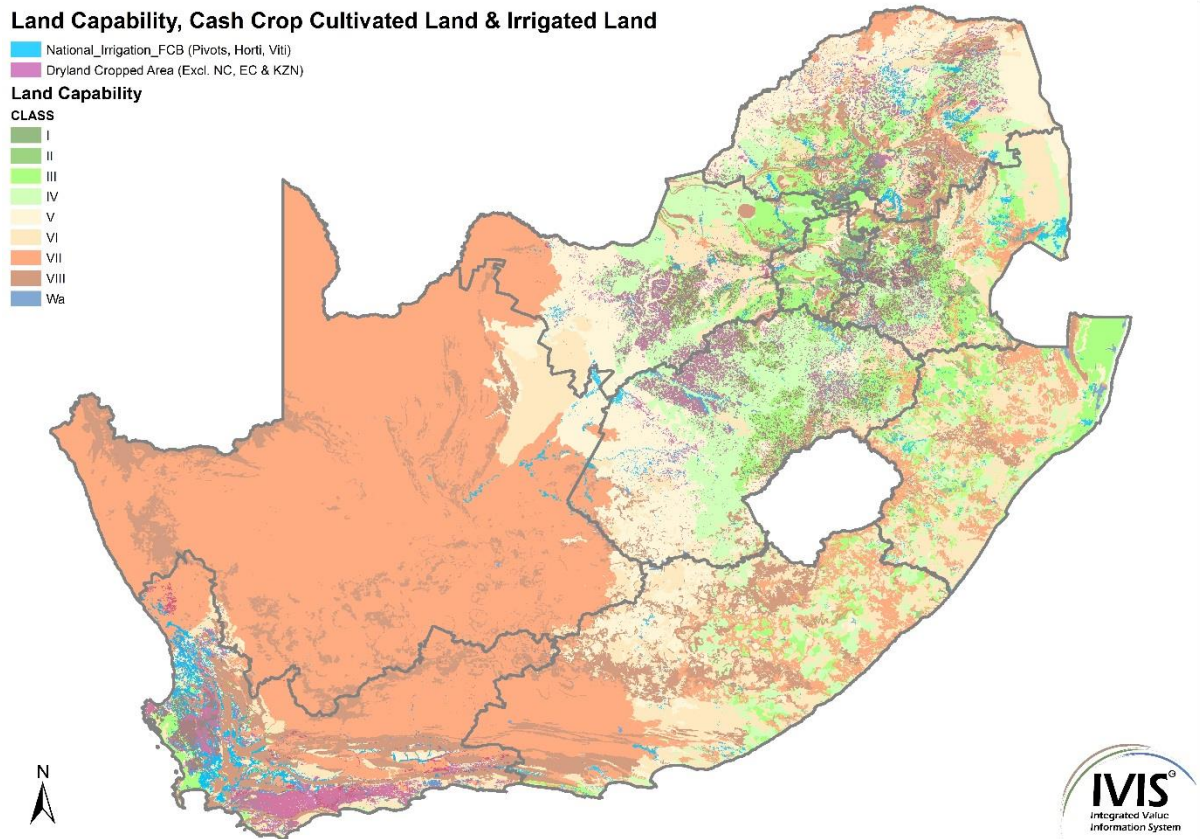 Land Capability, Cash Crop Cultivated Land & Irrigated Land
National_Irrigation_FCB (Pivots, Horti, Viti)
Dryland Cropped Area (Excl. NC, EC & KZN)
Land Capability
CLASS
I
II
III
IV
V
VI
VII
VIII
Wa
N
IVIS
Integrated Value
Information System